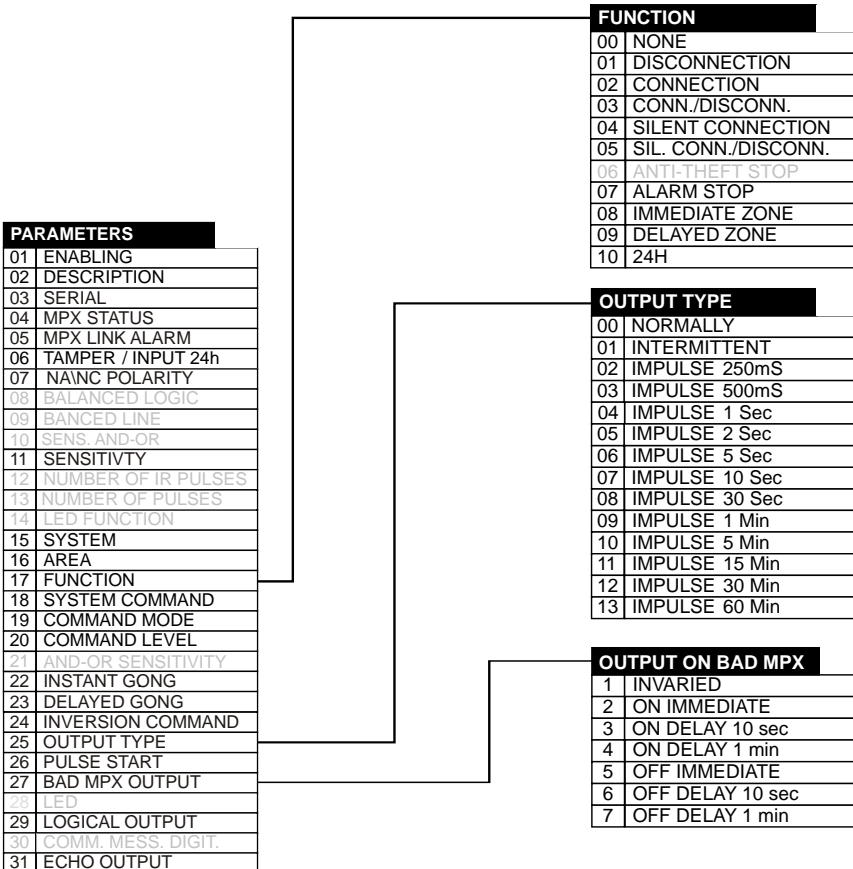 FUNCTION
00 NONE
01 DISCONNECTION
02 CONNECTION
03 CONN./DISCONN.
04 SILENT CONNECTION
05 SIL. CONN./DISCONN.
06 ANTI-THEFT STOP
07 ALARM STOP
08 IMMEDIATE ZONE
09 DELAYED ZONE
10 24H
PARAMETERS
01 ENABLING
02 DESCRIPTION
03 SERIAL
04 MPX STATUS
05 MPX LINK ALARM
06 TAMPER / INPUT 24h
07 NA\NC POLARITY
08 BALANCED LOGIC
09 BANCED LINE
10 SENS. AND-OR
11 SENSITIVTY
12 NUMBER OF IR PULSES
13 NUMBER OF PULSES
14 LED FUNCTION
15 SYSTEM
16 AREA
17 FUNCTION
18 SYSTEM COMMAND
19 COMMAND MODE
20 COMMAND LEVEL
21 AND-OR SENSITIVITY
22 INSTANT GONG
23 DELAYED GONG
24 INVERSION COMMAND
25 OUTPUT TYPE
26 PULSE START
27 BAD MPX OUTPUT
28 LED
29 LOGICAL OUTPUT
30 COMM. MESS. DIGIT.
31 ECHO OUTPUT
OUTPUT TYPE
00 NORMALLY
01 INTERMITTENT
02 IMPULSE 250mS
03 IMPULSE 500mS
04 IMPULSE 1 Sec
05 IMPULSE 2 Sec
06 IMPULSE 5 Sec
07 IMPULSE 10 Sec
08 IMPULSE 30 Sec
09 IMPULSE 1 Min
10 IMPULSE 5 Min
11 IMPULSE 15 Min
12 IMPULSE 30 Min
13 IMPULSE 60 Min
OUTPUT ON BAD MPX
1 INVARIED
2 ON IMMEDIATE
3 ON DELAY 10 sec
4 ON DELAY 1 min
5 OFF IMMEDIATE
6 OFF DELAY 10 sec
7 OFF DELAY 1 min